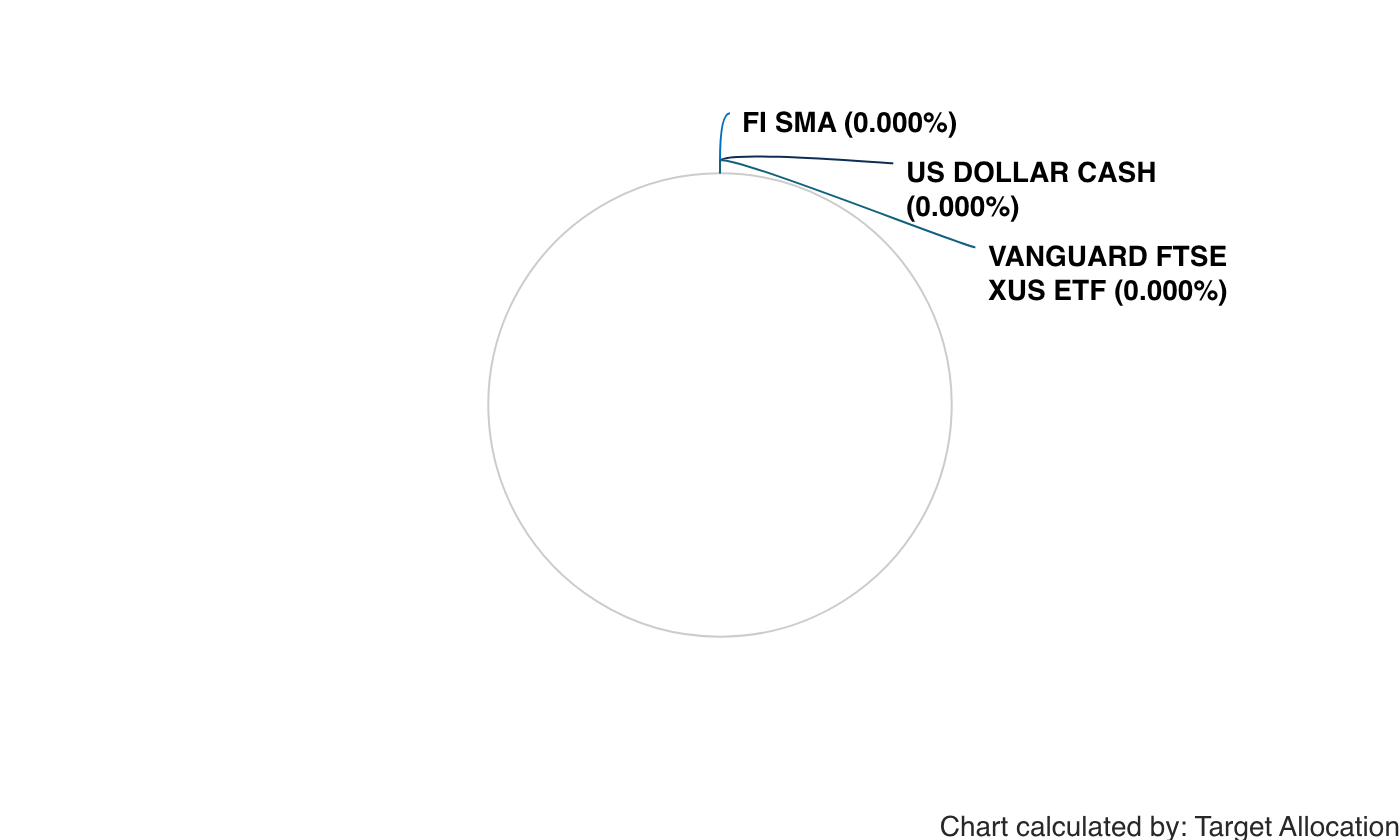 FI SMA (0.000%)
US DOLLAR CASH
(0.000%)
VANGUARD FTSE
XUS ETF (0.000%)
Chart calculated by: Target Allocation